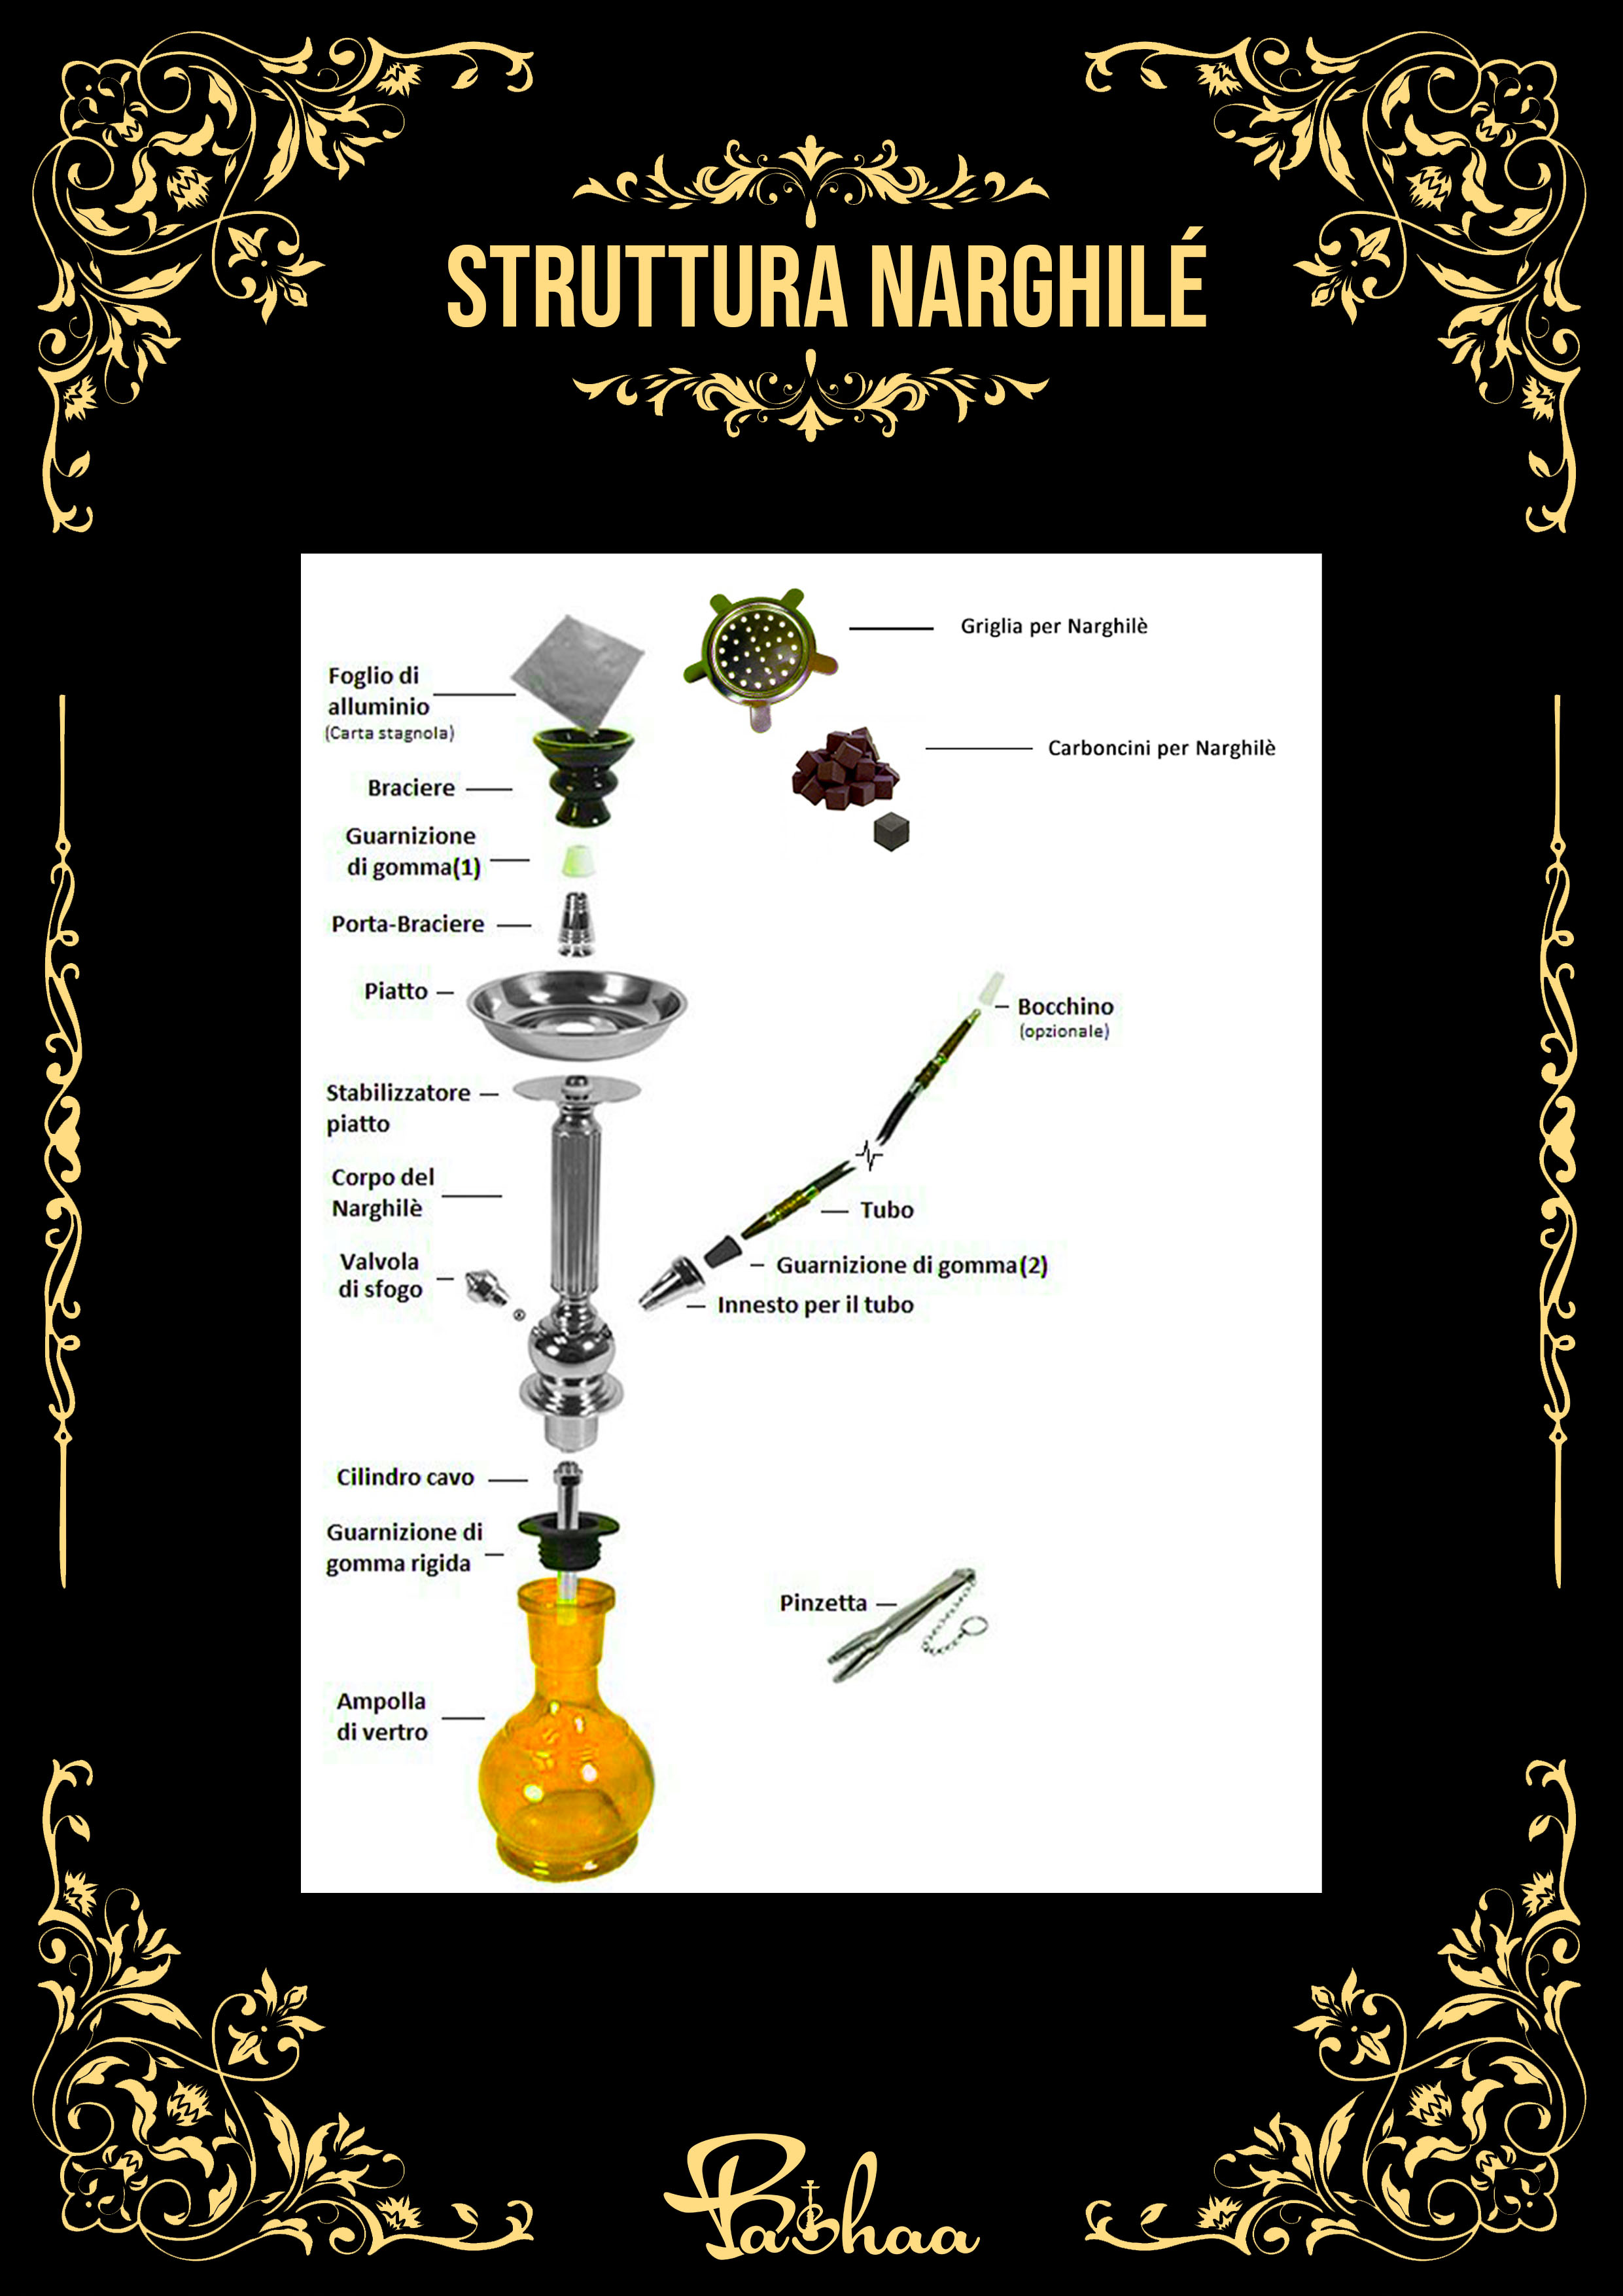 STRUTTURA NARGHILÉ
Griglia per Narghilè
Foglio di
alluminio
(Carta stagnola)
Carboncini per Narghilè
Braciere
Guarnizione
di gomma(1)
Porta-Braciere
Piatto
Bocchino
(opzionale)
Stabilizzatore
piatto
Corpo del
Narghilè
Tubo
Valvola
di sfogo
Guarnizione di gomma(2)
Innesto per il tubo
Cilindro cavo
Guarnizione di
gomma rigida
Pinzetta
Ampolla
di vertro
Pashaa